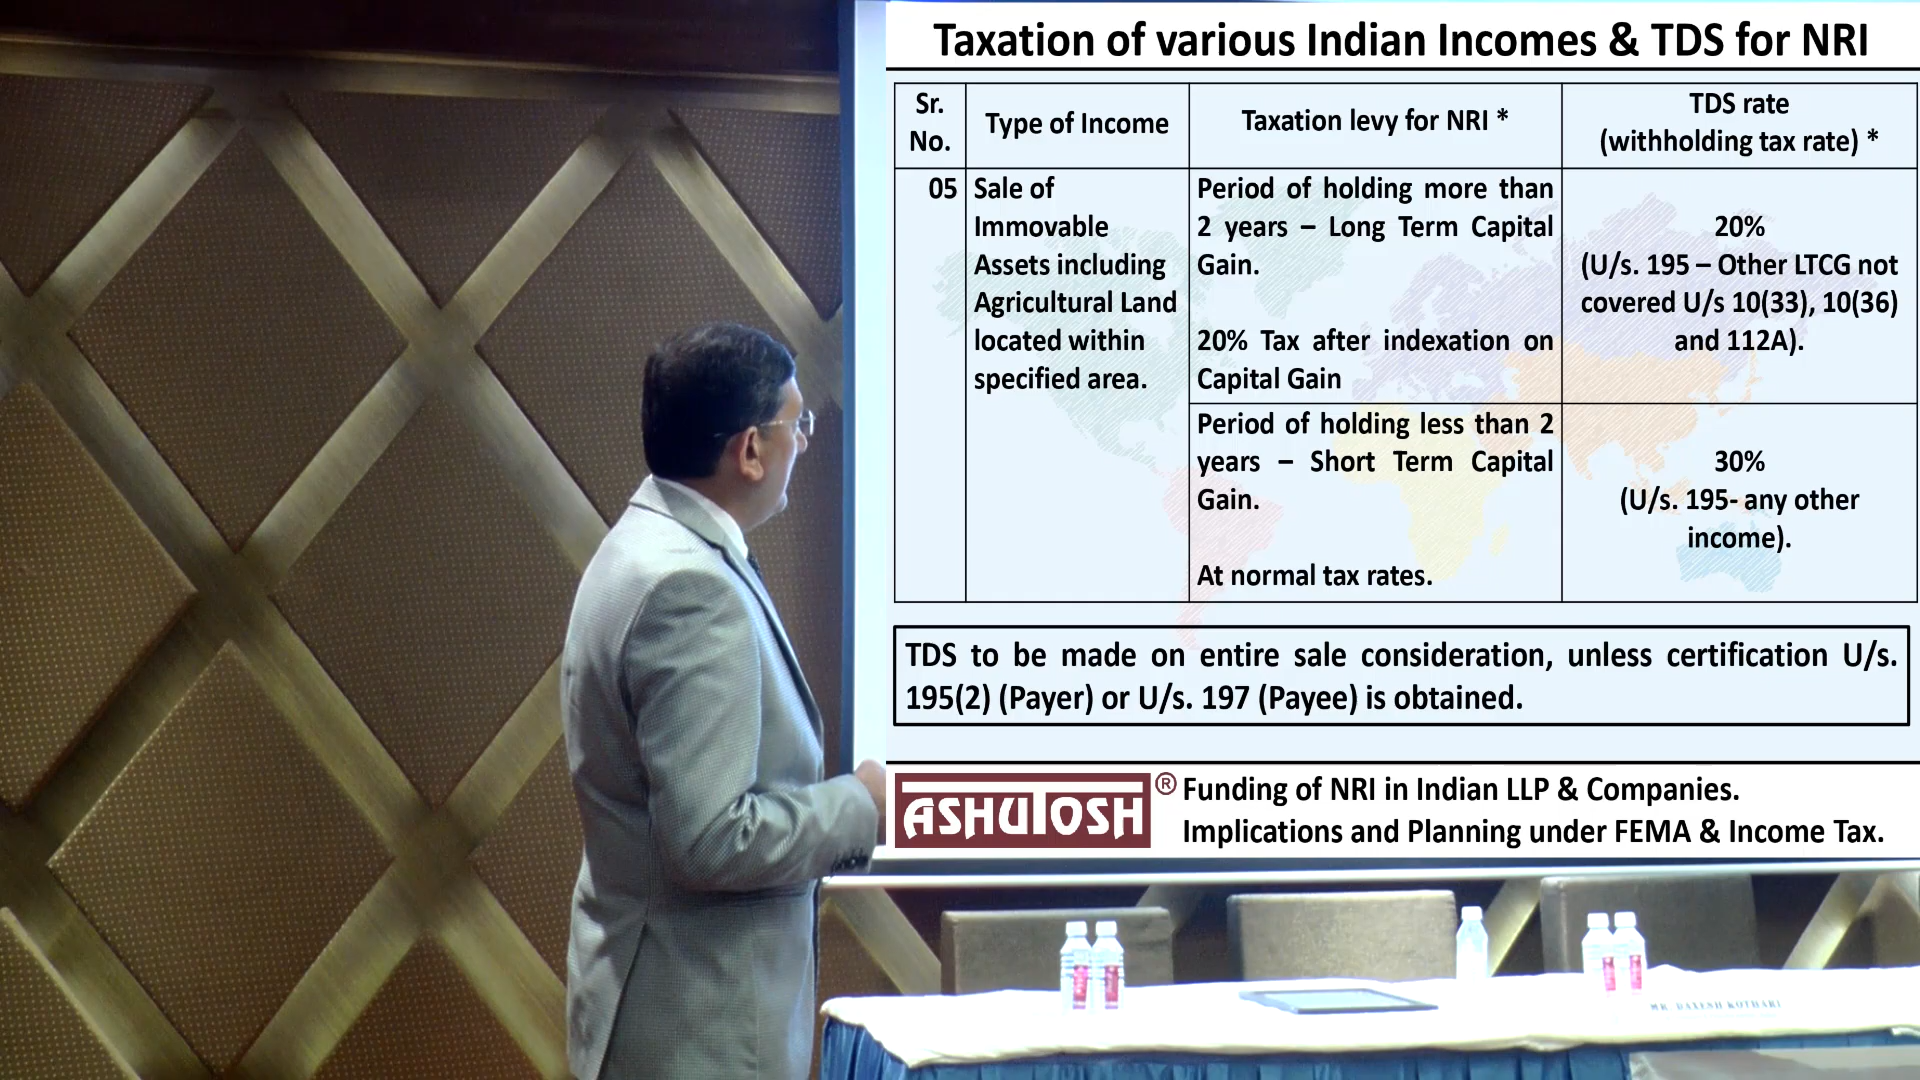 Taxation of various Indian Incomes & TDS for NRI
Sr.
No.
Type of Income
Taxation levy for NRI *
TDS rate
(withholding tax rate) *
05
Sale of
Immovable
Assets including
Agricultural Land
located within
specified area.
Period of holding more than
2 years – Long Term Capital
Gain.
20% Tax after indexation on
Capital Gain
20%
(U/s. 195 – Other LTCG not
covered U/s 10(33), 10(36)
and 112A).
Period of holding less than 2
years – Short Term Capital
Gain.
At normal tax rates.
30%
(U/s. 195- any other
income).
TDS to be made on entire sale consideration, unless certification U/s.
195(2) (Payer) or U/s. 197 (Payee) is obtained.
ASHUTOSH ®
Funding of NRI in Indian LLP & Companies.
Implications and Planning under FEMA & Income Tax.
MR. DAXESH KOTHARI